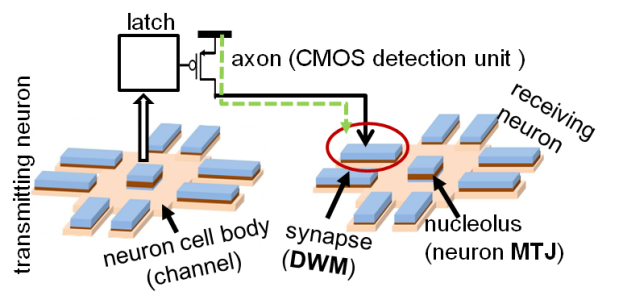 latch
axon (CMOS detection unit )
transmitting neuron
receiving
neuron
neuron cell body
(channel)
synapse
(DWM)
nucleolus
(neuron MTJ)